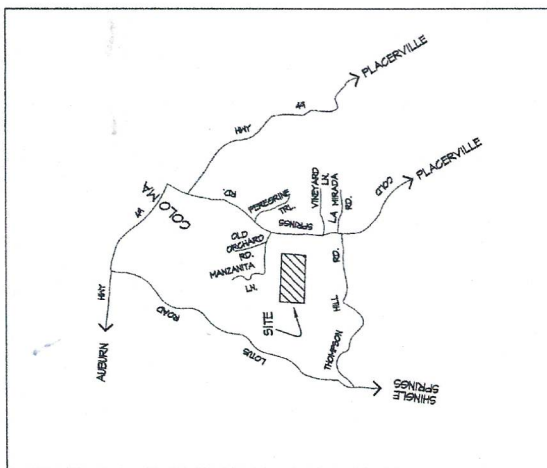 PLACERVILLE
HWY 49
COLOMA
HWY 49
AUBURN
RD.
PEREGRINE
TRL.
OLD
ORCHARD
RD.
MANZANITA
LN.
SPRINGS
VINEYARD
LN.
LA MIRADA
RD.
COLD
PLACERVILLE
SITE
LOTUS ROAD
THOMPSON HILL RD.
SHINGLE
SPRINGS